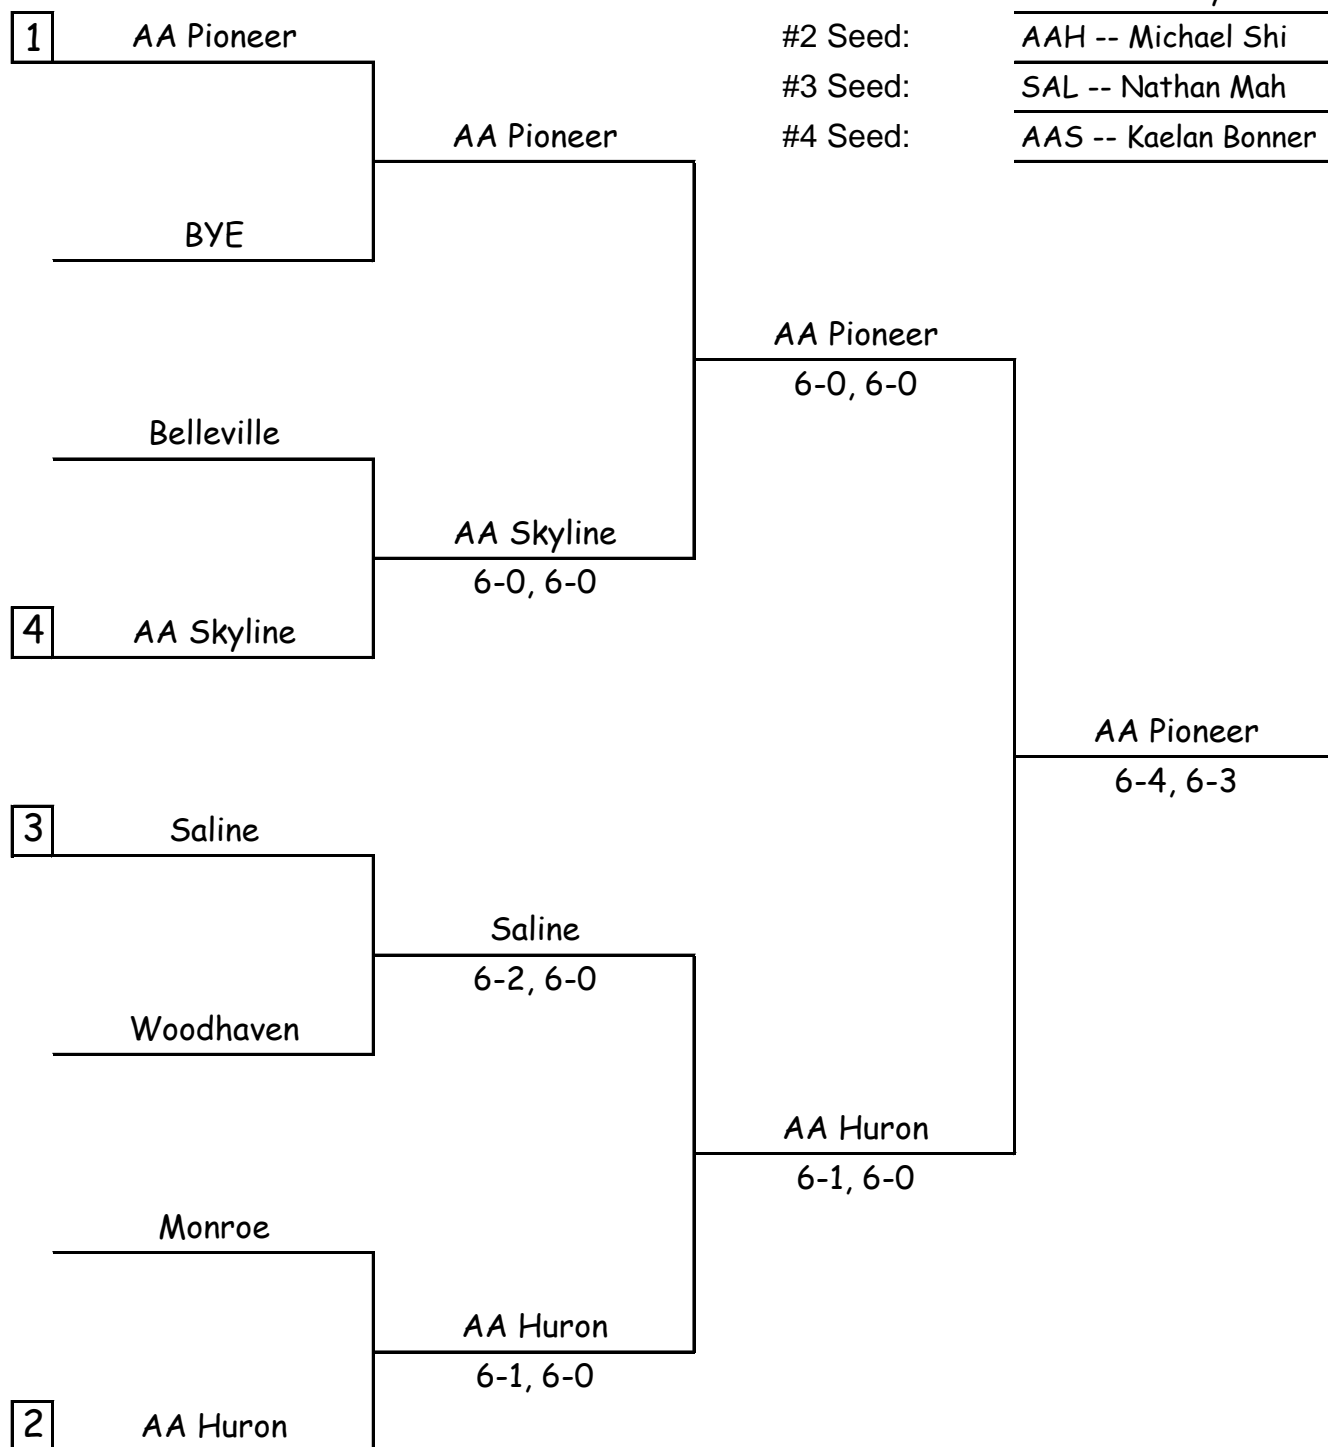 1 AA Pioneer #2 Seed: AAH -- Michael Shi
#3 Seed: SAL -- Nathan Mah
AA Pioneer #4 Seed: AAS -- Kaelan Bonner
BYE
AA Pioneer
6-0, 6-0
Belleville
AA Skyline
6-0, 6-0
4 AA Skyline
AA Pioneer
6-4, 6-3
3 Saline
Saline
6-2, 6-0
Woodhaven
AA Huron
6-1, 6-0
Monroe
AA Huron
6-1, 6-0
2 AA Huron